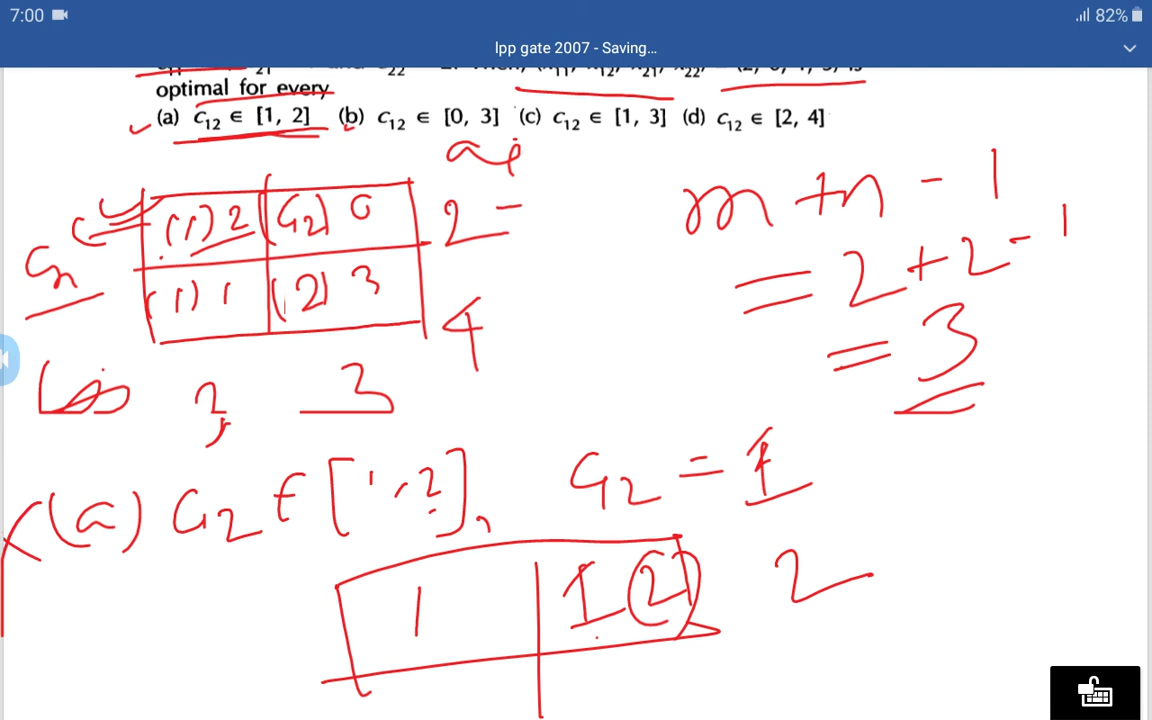 7:00 82%
lpp gate 2007 - Saving...
optimal for every
(a) c₁₂ ∈ [1, 2] (b) c₁₂ ∈ [0, 3] (c) c₁₂ ∈ [1, 3] (d) c₁₂ ∈ [2, 4]
(1) 2 (C₁₂) 0 2
(1) 1 (2) 3 4
3, 3
m + n - 1
= 2 + 2 - 1
= 3
(a) C₁₂ ∈ [1, 2], C₁₂ = 1
1 1 (2) 2